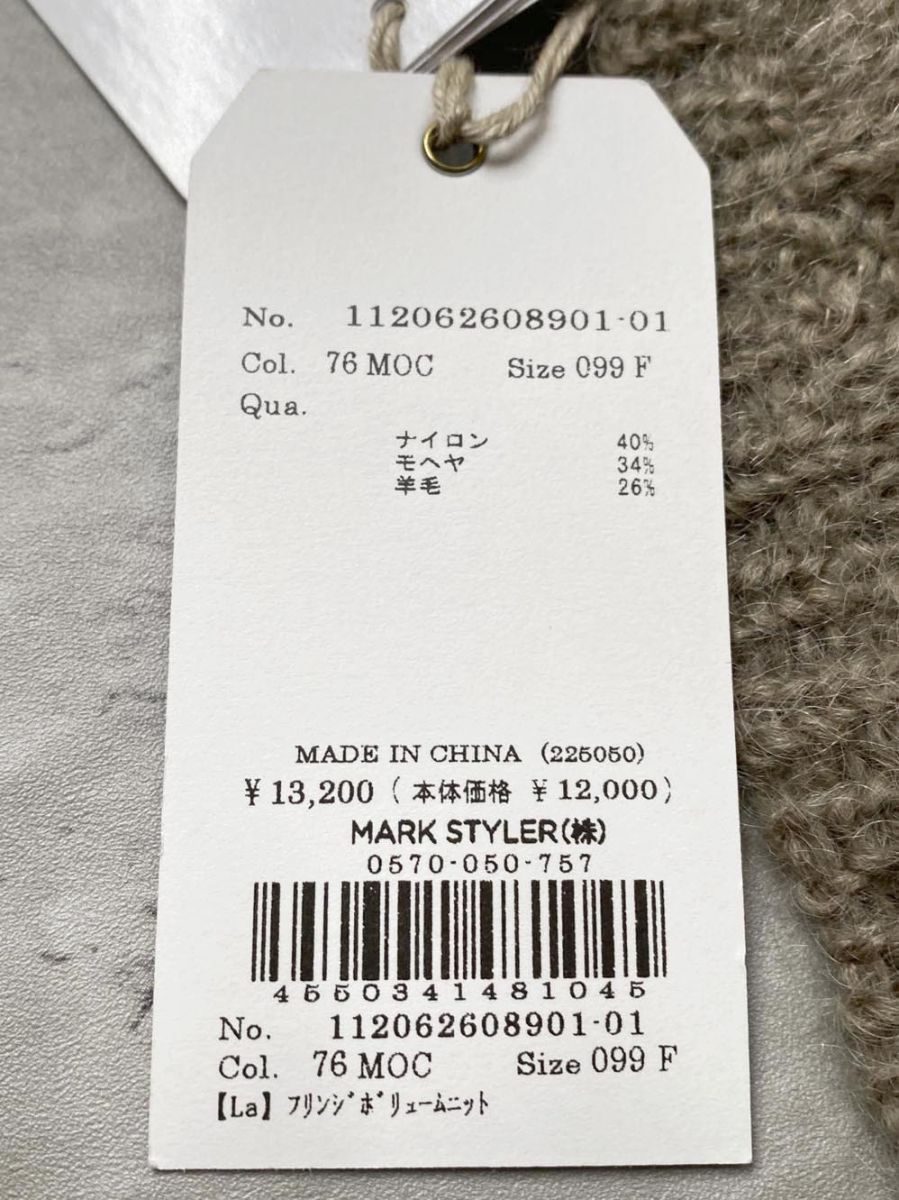 No. 112062608901-01
Col. 76 MOC Size 099 F
Qua.
ナイロン 40%
モヘヤ 34%
羊毛 26%
MADE IN CHINA (225050)
¥ 13,200 ( 本体価格 ¥ 12,000)
MARK STYLER(株)
0570-050-757
4550341481045
No. 112062608901-01
Col. 76 MOC Size 099 F
【La】フリンジボリュームニット